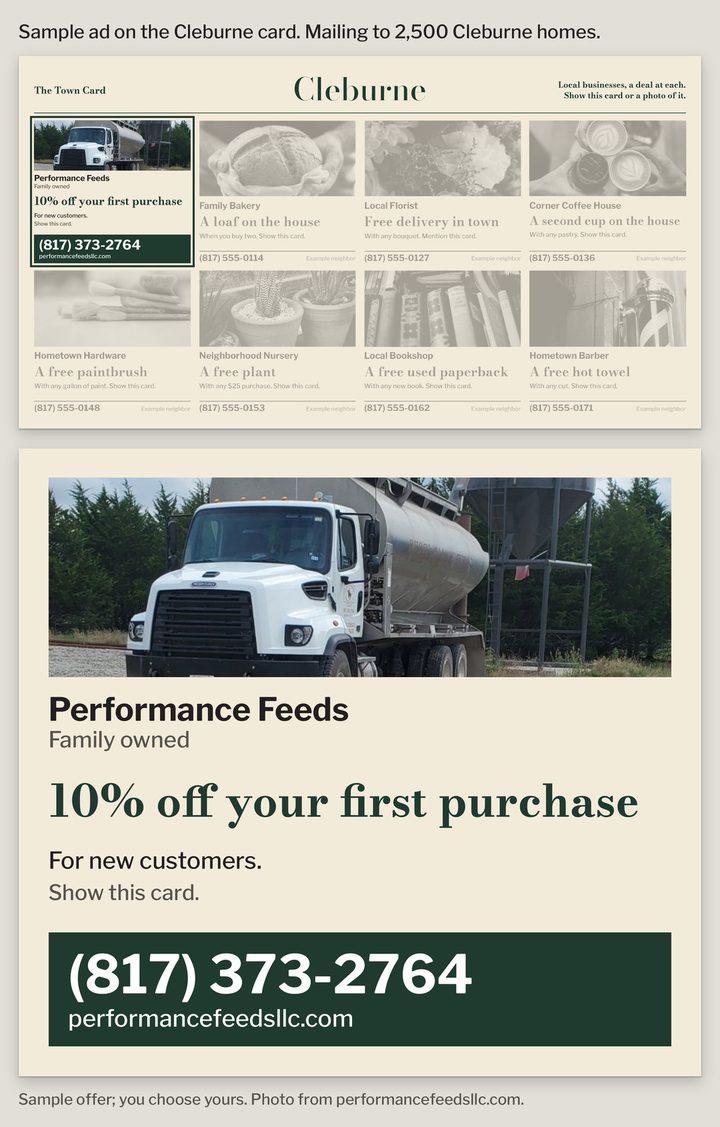 Sample ad on the Cleburne card. Mailing to 2,500 Cleburne homes.
The Town Card
Cleburne
Local businesses, a deal at each.
Show this card or a photo of it.
Performance Feeds
Family owned
10% off your first purchase
For new customers.
Show this card.
(817) 373-2764
performancefeedsllc.com
Family Bakery
A loaf on the house
When you buy two. Show this card.
(817) 555-0114
Example neighbor
Local Florist
Free delivery in town
With any bouquet. Mention this card.
(817) 555-0127
Example neighbor
Corner Coffee House
A second cup on the house
With any pastry. Show this card.
(817) 555-0136
Example neighbor
Hometown Hardware
A free paintbrush
With any gallon of paint. Show this card.
(817) 555-0148
Example neighbor
Neighborhood Nursery
A free plant
With any $25 purchase. Show this card.
(817) 555-0153
Example neighbor
Local Bookshop
A free used paperback
With any new book. Show this card.
(817) 555-0162
Example neighbor
Hometown Barber
A free hot towel
With any cut. Show this card.
(817) 555-0171
Example neighbor
Performance Feeds
Family owned
10% off your first purchase
For new customers.
Show this card.
(817) 373-2764
performancefeedsllc.com
Sample offer; you choose yours. Photo from performancefeedsllc.com.